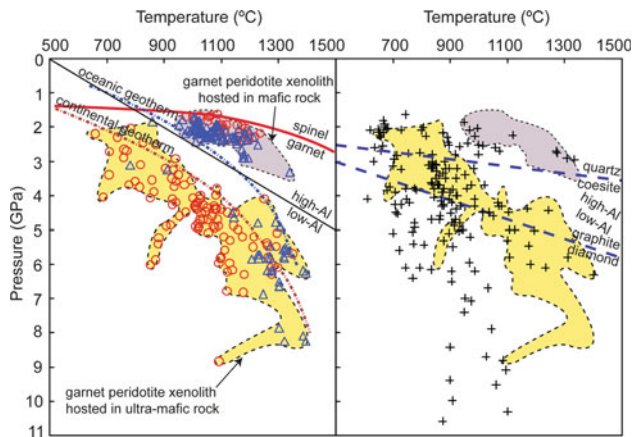 Temperature (ºC)
Temperature (ºC)
500
700
900
1100
1300
1500
700
900
1100
1300
1500
Pressure (GPa)
0
1
2
3
4
5
6
7
8
9
10
11
oceanic geotherm
continental geotherm
garnet peridotite xenolith
hosted in mafic rock
spinel
garnet
high-Al
low-Al
garnet peridotite xenolith
hosted in ultra-mafic rock
quartz
coesite
high-Al
low-Al
graphite
diamond